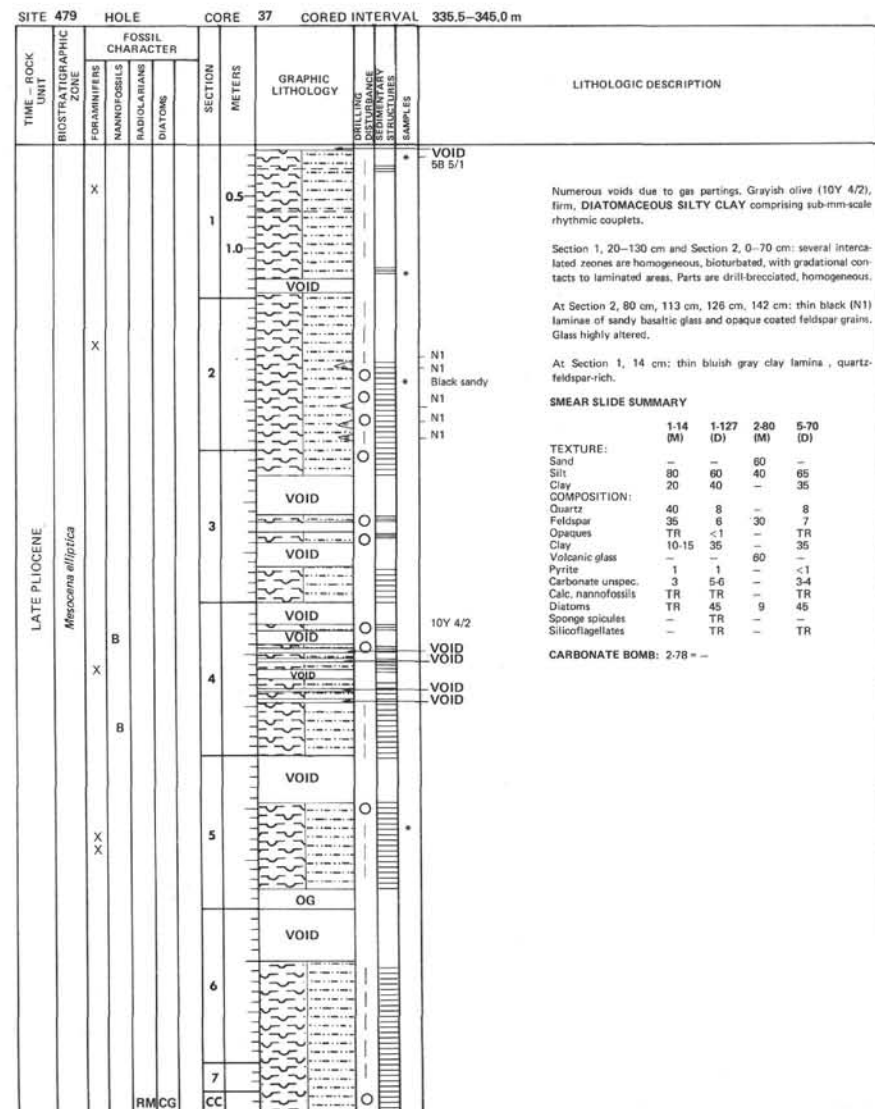 SITE 479 HOLE CORE 37 CORED INTERVAL 335.5–345.0 m
TIME – ROCK UNIT
BIOSTRATIGRAPHIC ZONE
FOSSIL CHARACTER
FORAMINIFERS
NANNOFOSSILS
RADIOLARIANS
DIATOMS
SECTION
METERS
GRAPHIC LITHOLOGY
DRILLING DISTURBANCE
SEDIMENTARY STRUCTURES
SAMPLES
LITHOLOGIC DESCRIPTION
LATE PLIOCENE
Mesocena elliptica
X
X
B
X
B
X
X
RM CG
1
0.5
1.0
2
3
4
5
6
7
CC
VOID
VOID
VOID
VOID
VOID
VOID
VOID
OG
VOID
VOID
5B 5/1
*
*
N1
N1
Black sandy
*
N1
N1
N1
10Y 4/2
VOID
VOID
VOID
VOID
*
Numerous voids due to gas partings. Grayish olive (10Y 4/2),
firm, DIATOMACEOUS SILTY CLAY comprising sub-mm-scale
rhythmic couplets.
Section 1, 20–130 cm and Section 2, 0–70 cm: several interca-
lated zeones are homogeneous, bioturbated, with gradational con-
tacts to laminated areas. Parts are drill-brecciated, homogeneous.
At Section 2, 80 cm, 113 cm, 126 cm, 142 cm: thin black (N1)
laminae of sandy basaltic glass and opaque coated feldspar grains.
Glass highly altered.
At Section 1, 14 cm: thin bluish gray clay lamina , quartz-
feldspar-rich.
SMEAR SLIDE SUMMARY
1-14 1-127 2-80 5-70
(M) (D) (M) (D)
TEXTURE:
Sand – – 60 –
Silt 80 60 40 65
Clay 20 40 – 35
COMPOSITION:
Quartz 40 8 – 8
Feldspar 35 6 30 7
Opaques TR <1 – TR
Clay 10-15 35 – 35
Volcanic glass – – 60 –
Pyrite 1 1 – <1
Carbonate unspec. 3 5-6 – 3-4
Calc. nannofossils TR TR – TR
Diatoms TR 45 9 45
Sponge spicules – TR – –
Silicoflagellates – TR TR
CARBONATE BOMB: 2-78 = –